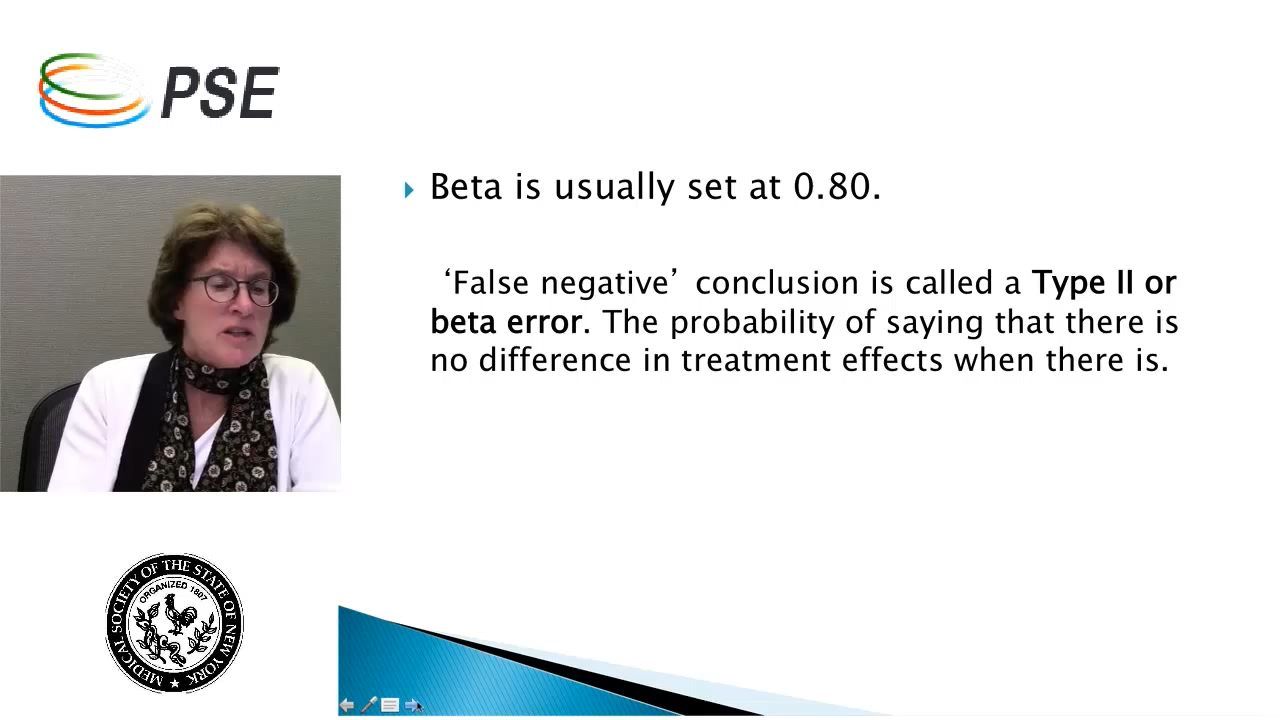 PSE
Beta is usually set at 0.80.
‘False negative’ conclusion is called a Type II or
beta error. The probability of saying that there is
no difference in treatment effects when there is.
MEDICAL SOCIETY OF THE STATE OF NEW YORK
ORGANIZED 1807